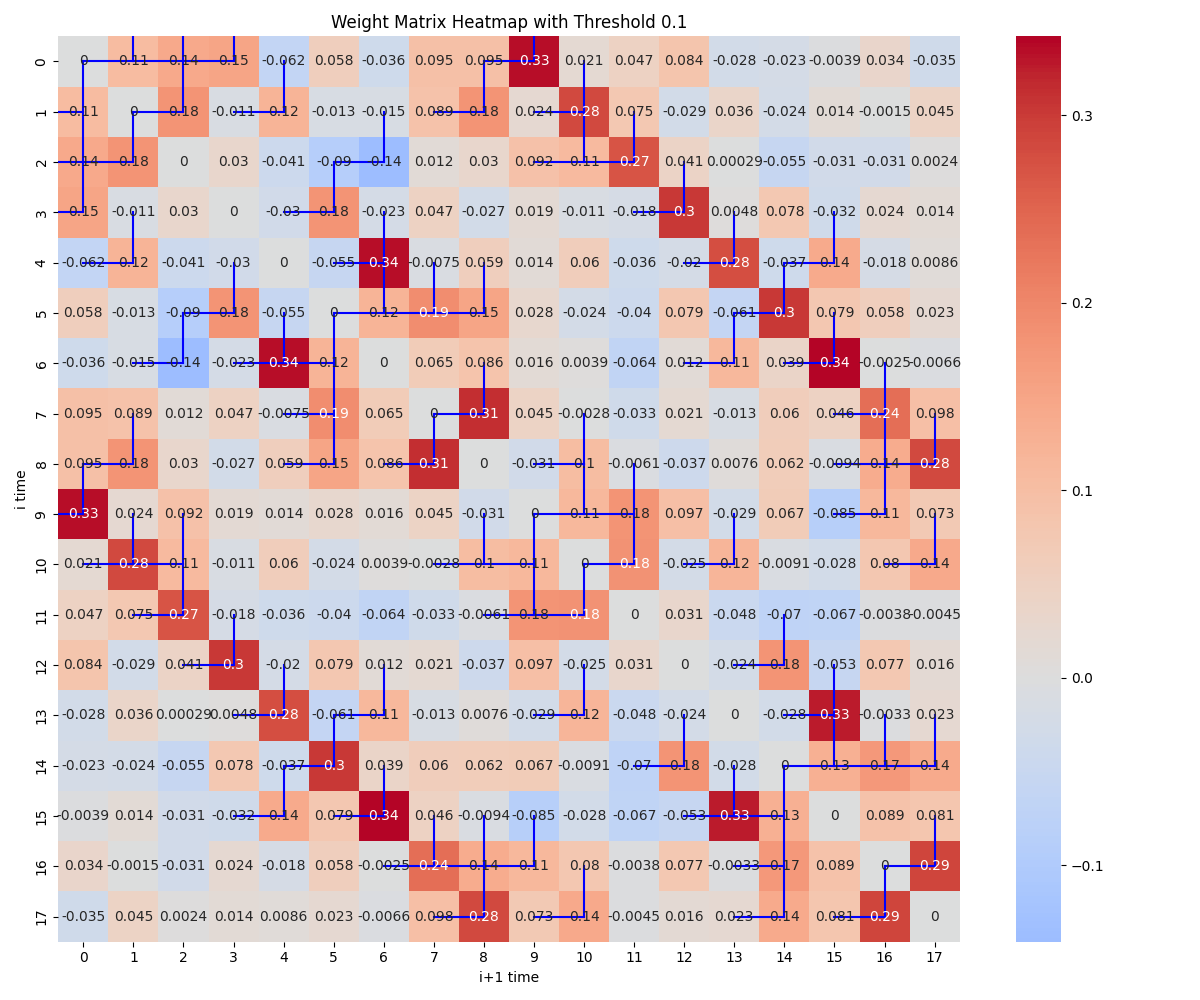 Weight Matrix Heatmap with Threshold 0.1
0 0 0.11 0.14 0.15 -0.062 0.058 -0.036 0.095 0.095 0.33 0.021 0.047 0.084 -0.028 -0.023 -0.0039 0.034 -0.035
1 0.11 0 0.18 -0.011 0.12 -0.013 -0.015 0.089 0.18 0.024 0.28 0.075 -0.029 0.036 -0.024 0.014 -0.0015 0.045
2 0.14 0.18 0 0.03 -0.041 -0.09 -0.14 0.012 0.03 0.092 0.11 0.27 0.041 0.00029 -0.055 -0.031 -0.031 0.0024
3 0.15 -0.011 0.03 0 -0.03 0.18 -0.023 0.047 -0.027 0.019 -0.011 -0.018 0.3 0.0048 0.078 -0.032 0.024 0.014
4 -0.062 0.12 -0.041 -0.03 0 -0.055 0.34 -0.0075 0.059 0.014 0.06 -0.036 -0.02 0.28 -0.037 0.14 -0.018 0.0086
5 0.058 -0.013 -0.09 0.18 -0.055 0 0.12 0.19 0.15 0.028 -0.024 -0.04 0.079 -0.061 0.3 0.079 0.058 0.023
6 -0.036 -0.015 -0.14 -0.023 0.34 0.12 0 0.065 0.086 0.016 0.0039 -0.064 0.012 0.11 0.039 0.34 -0.0025 -0.0066
7 0.095 0.089 0.012 0.047 -0.0075 0.19 0.065 0 0.31 0.045 -0.0028 -0.033 0.021 -0.013 0.06 0.046 0.24 0.098
8 0.095 0.18 0.03 -0.027 0.059 0.15 0.086 0.31 0 -0.031 0.1 -0.0061 -0.037 0.0076 0.062 -0.0094 0.14 0.28
9 0.33 0.024 0.092 0.019 0.014 0.028 0.016 0.045 -0.031 0 0.11 0.18 0.097 -0.029 0.067 -0.085 0.11 0.073
10 0.021 0.28 0.11 -0.011 0.06 -0.024 0.0039 -0.0028 0.1 0.11 0 0.18 -0.025 0.12 -0.0091 -0.028 0.08 0.14
11 0.047 0.075 0.27 -0.018 -0.036 -0.04 -0.064 -0.033 -0.0061 0.18 0.18 0 0.031 -0.048 -0.07 -0.067 -0.0038 -0.0045
12 0.084 -0.029 0.041 0.3 -0.02 0.079 0.012 0.021 -0.037 0.097 -0.025 0.031 0 -0.024 0.18 -0.053 0.077 0.016
13 -0.028 0.036 0.00029 0.0048 0.28 -0.061 0.11 -0.013 0.0076 -0.029 0.12 -0.048 -0.024 0 -0.028 0.33 -0.0033 0.023
14 -0.023 -0.024 -0.055 0.078 -0.037 0.3 0.039 0.06 0.062 0.067 -0.0091 -0.07 0.18 -0.028 0 0.13 0.17 0.14
15 -0.0039 0.014 -0.031 -0.032 0.14 0.079 0.34 0.046 -0.0094 -0.085 -0.028 -0.067 -0.053 0.33 0.13 0 0.089 0.081
16 0.034 -0.0015 -0.031 0.024 -0.018 0.058 -0.0025 0.24 0.14 0.11 0.08 -0.0038 0.077 -0.0033 0.17 0.089 0 0.29
17 -0.035 0.045 0.0024 0.014 0.0086 0.023 -0.0066 0.098 0.28 0.073 0.14 -0.0045 0.016 0.023 0.14 0.081 0.29 0
0 1 2 3 4 5 6 7 8 9 10 11 12 13 14 15 16 17
i+1 time
i time
0.3
0.2
0.1
0.0
−0.1